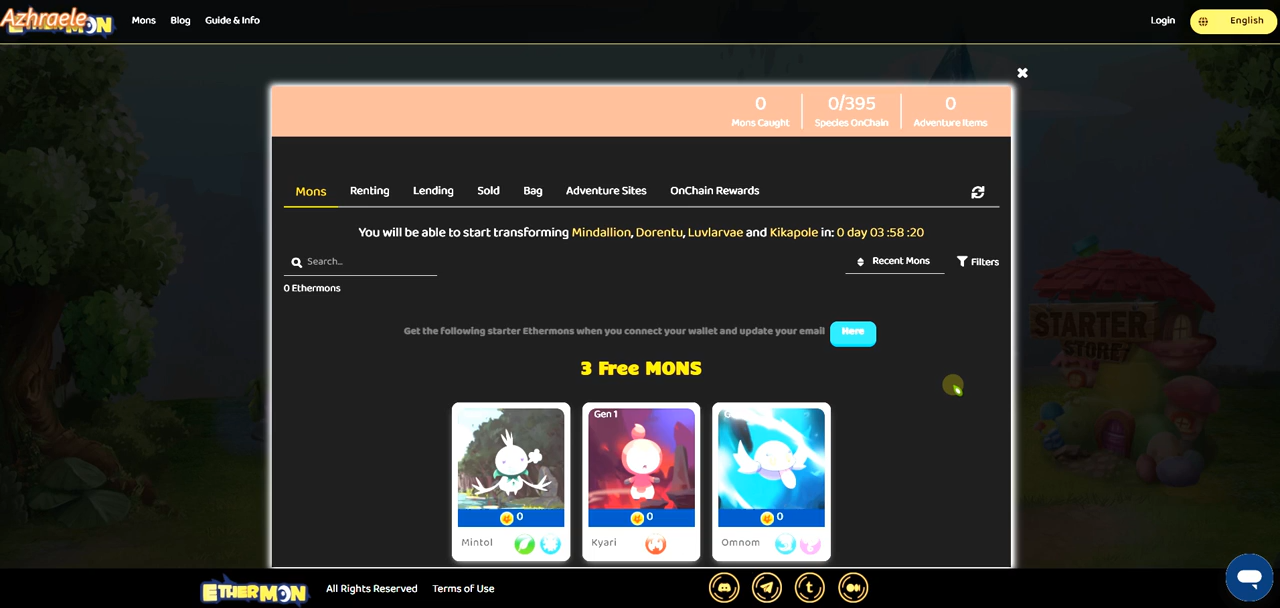 Azhraele
ETHERMON
Mons Blog Guide & Info
Login English
0 0/395 0
Mons Caught Species OnChain Adventure Items
Mons Renting Lending Sold Bag Adventure Sites OnChain Rewards
You will be able to start transforming Mindallion, Dorentu, Luvlarvae and Kikapole in: 0 day 03 :58 :20
Search... Recent Mons Filters
0 Ethermons
Get the following starter Ethermons when you connect your wallet and update your email Here
3 Free MONS
Gen 1
0 0 0
Mintol Kyari Omnom
STARTER
STORE
ETHERMON All Rights Reserved Terms of Use